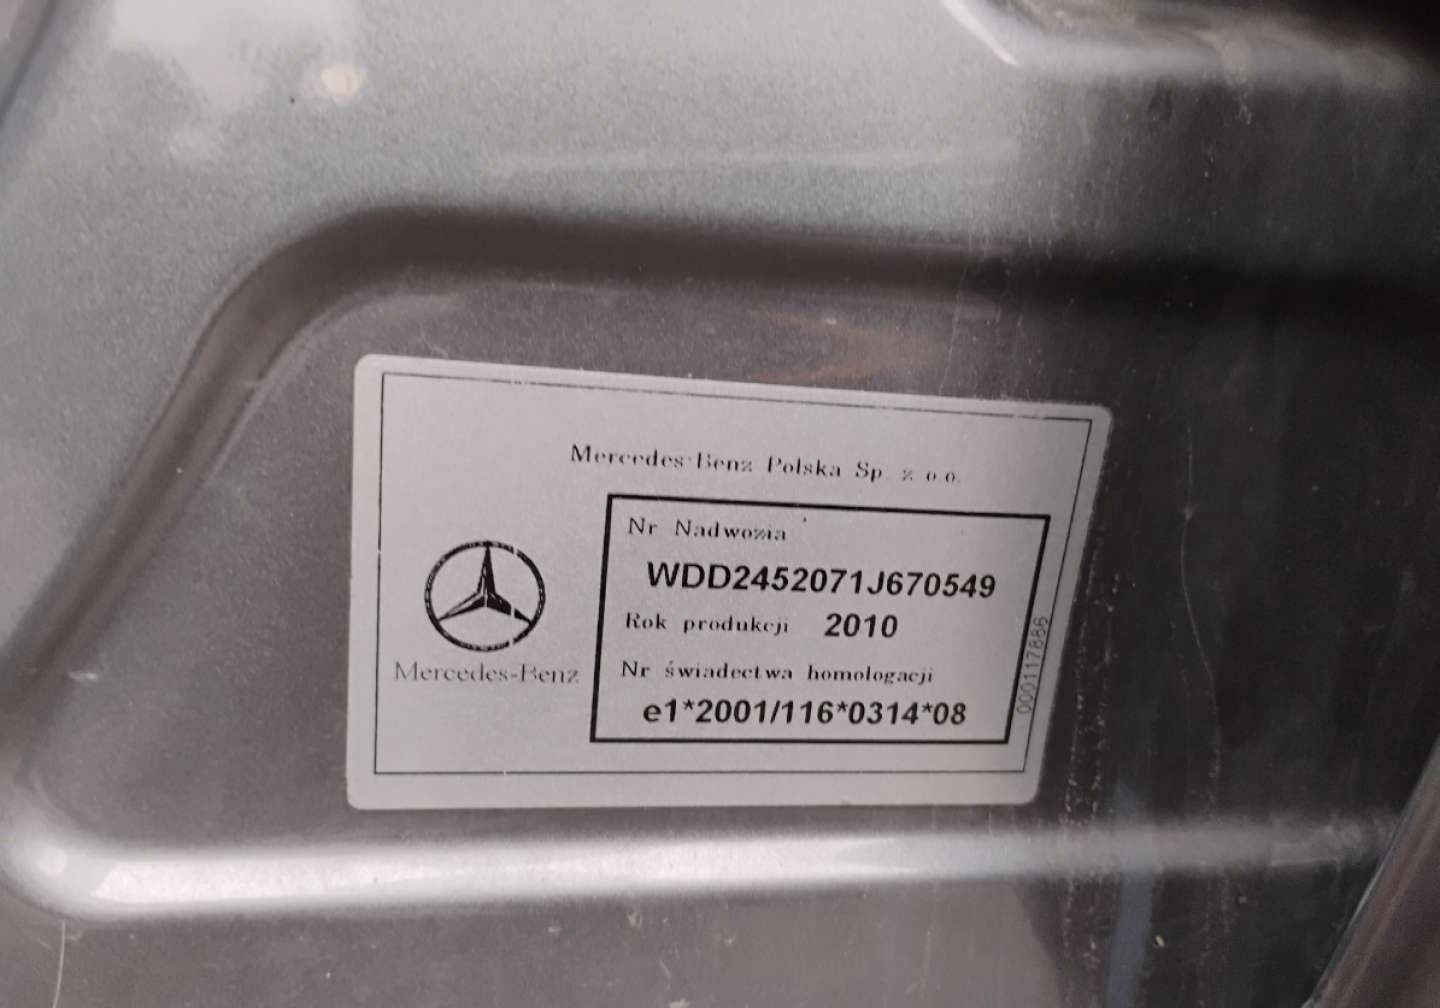 Mercedes-Benz Polska Sp. z o.o.
Nr Nadwozia
WDD2452071J670549
Rok produkcji 2010
Nr świadectwa homologacji
e1*2001/116*0314*08
Mercedes-Benz
000117886